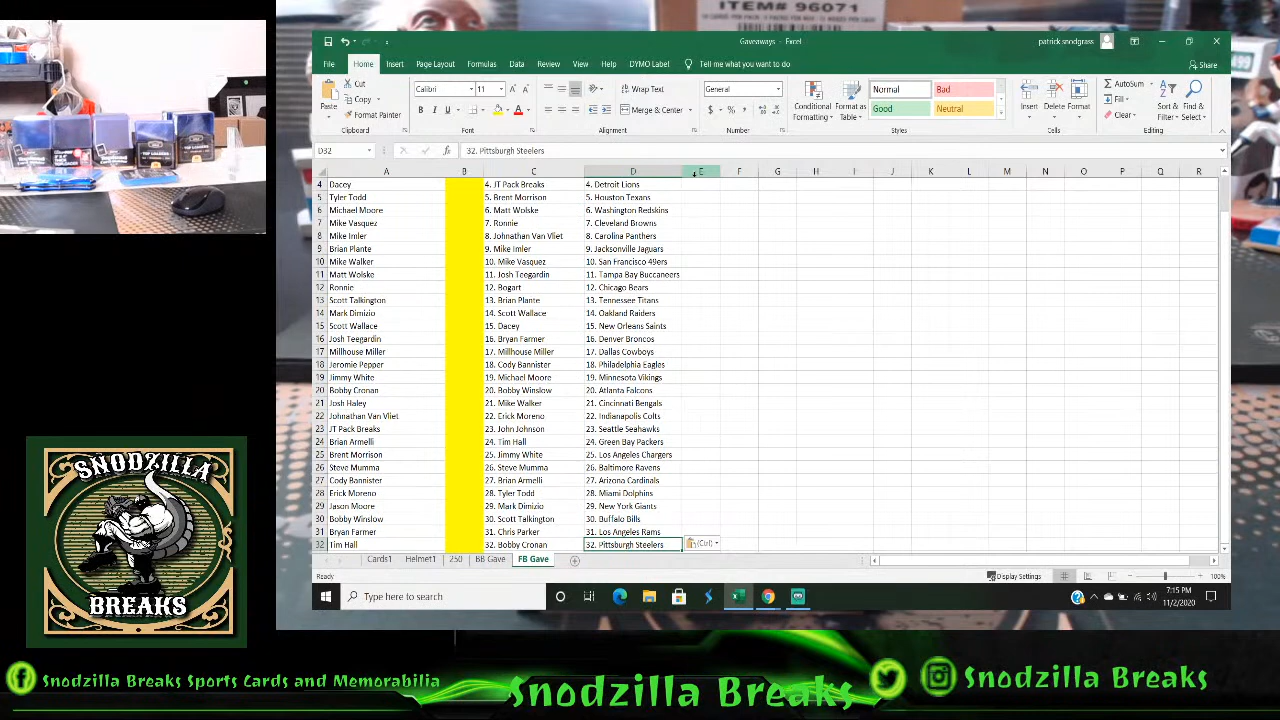 ITEM# 96071
Gaveaways - Excel
patrick snodgrass
File Home Insert Page Layout Formulas Data Review View Help DYMO Label Tell me what you want to do Share
Cut
Copy
Format Painter
Paste
Calibri 11
B I U
Wrap Text
Merge & Center
General
Conditional Formatting
Format as Table
Normal Bad
Good Neutral
Insert Delete Format
AutoSum
Fill
Clear
Sort & Filter
Find & Select
Clipboard Font Alignment Number Styles Cells Editing
D32 fx 32. Pittsburgh Steelers
A B C D E F G H I J K L M N O P Q R
4 Dacey 4. JT Pack Breaks 4. Detroit Lions
5 Tyler Todd 5. Brent Morrison 5. Houston Texans
6 Michael Moore 6. Matt Wolske 6. Washington Redskins
7 Mike Vasquez 7. Ronnie 7. Cleveland Browns
8 Mike Imler 8. Johnathan Van Vliet 8. Carolina Panthers
9 Brian Plante 9. Mike Imler 9. Jacksonville Jaguars
10 Mike Walker 10. Mike Vasquez 10. San Francisco 49ers
11 Matt Wolske 11. Josh Teegardin 11. Tampa Bay Buccaneers
12 Ronnie 12. Bogart 12. Chicago Bears
13 Scott Talkington 13. Brian Plante 13. Tennesee Titans
14 Mark Dimizio 14. Scott Wallace 14. Oakland Raiders
15 Scott Wallace 15. Dacey 15. New Orleans Saints
16 Josh Teegardin 16. Bryan Farmer 16. Denver Broncos
17 Millhouse Miller 17. Millhouse Miller 17. Dallas Cowboys
18 Jeromie Pepper 18. Cody Bannister 18. Philadelphia Eagles
19 Jimmy White 19. Michael Moore 19. Minnesota Vikings
20 Bobby Cronan 20. Bobby Winslow 20. Atlanta Falcons
21 Josh Haley 21. Mike Walker 21. Cincinnati Bengals
22 Johnathan Van Vliet 22. Erick Moreno 22. Indianapolis Colts
23 JT Pack Breaks 23. John Johnson 23. Seattle Seahawks
24 Brian Armelli 24. Tim Hall 24. Green Bay Packers
25 Brent Morrison 25. Jimmy White 25. Los Angeles Chargers
26 Steve Mumma 26. Steve Mumma 26. Baltimore Ravens
27 Cody Bannister 27. Brian Armelli 27. Arizona Cardinals
28 Erick Moreno 28. Tyler Todd 28. Miami Dolphins
29 Jason Moore 29. Mark Dimizio 29. New York Giants
30 Bobby Winslow 30. Scott Talkington 30. Buffalo Bills
31 Bryan Farmer 31. Chris Parker 31. Los Angeles Rams
32 Tim Hall 32. Bobby Cronan 32. Pittsburgh Steelers (Ctrl)
Cards1 Helmet1 250 BB Gave FB Gave
Ready Display Settings 100%
Type here to search
7:15 PM
11/2/2020
SNODZILLA
BREAKS
Snodzilla Breaks Sports Cards and Memorabilia
Snodzilla Breaks
Snodzilla Breaks